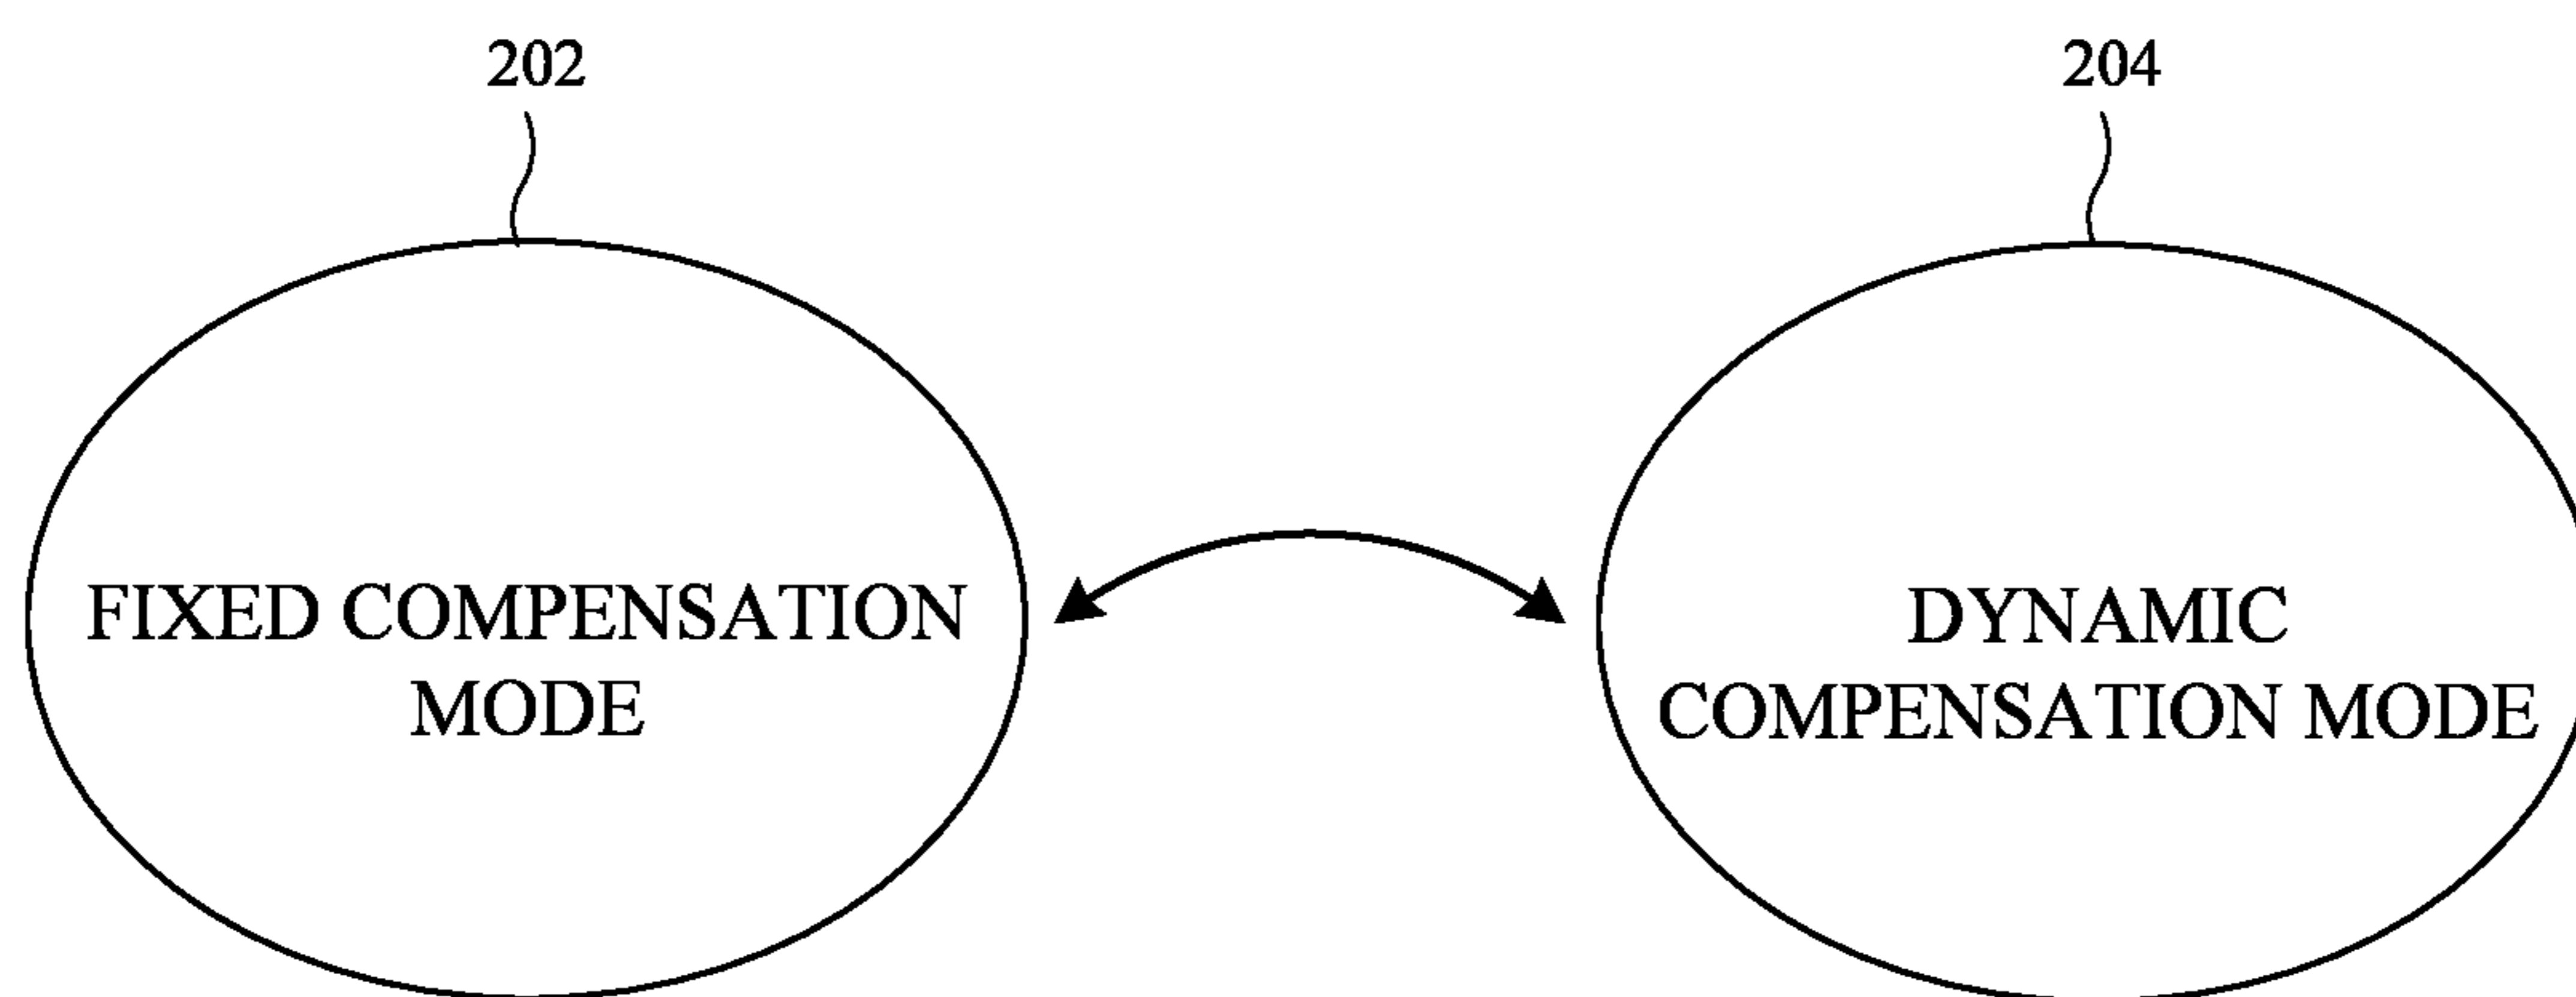 202
204
FIXED COMPENSATION
MODE
DYNAMIC
COMPENSATION MODE